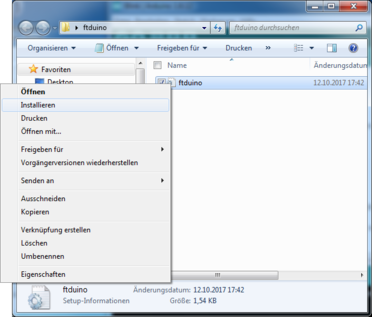 ftduino
ftduino durchsuchen
Organisieren
Öffnen
Freigeben für
Drucken
»
Favoriten
Desktop
Name
Änderungsdatum
ftduino
12.10.2017 17:42
Öffnen
Installieren
Drucken
Öffnen mit...
Freigeben für
Vorgängerversionen wiederherstellen
Senden an
Ausschneiden
Kopieren
Verknüpfung erstellen
Löschen
Umbenennen
Eigenschaften
ftduino
Änderungsdatum: 12.10.2017 17:42
Setup-Informationen
Größe: 1,54 KB